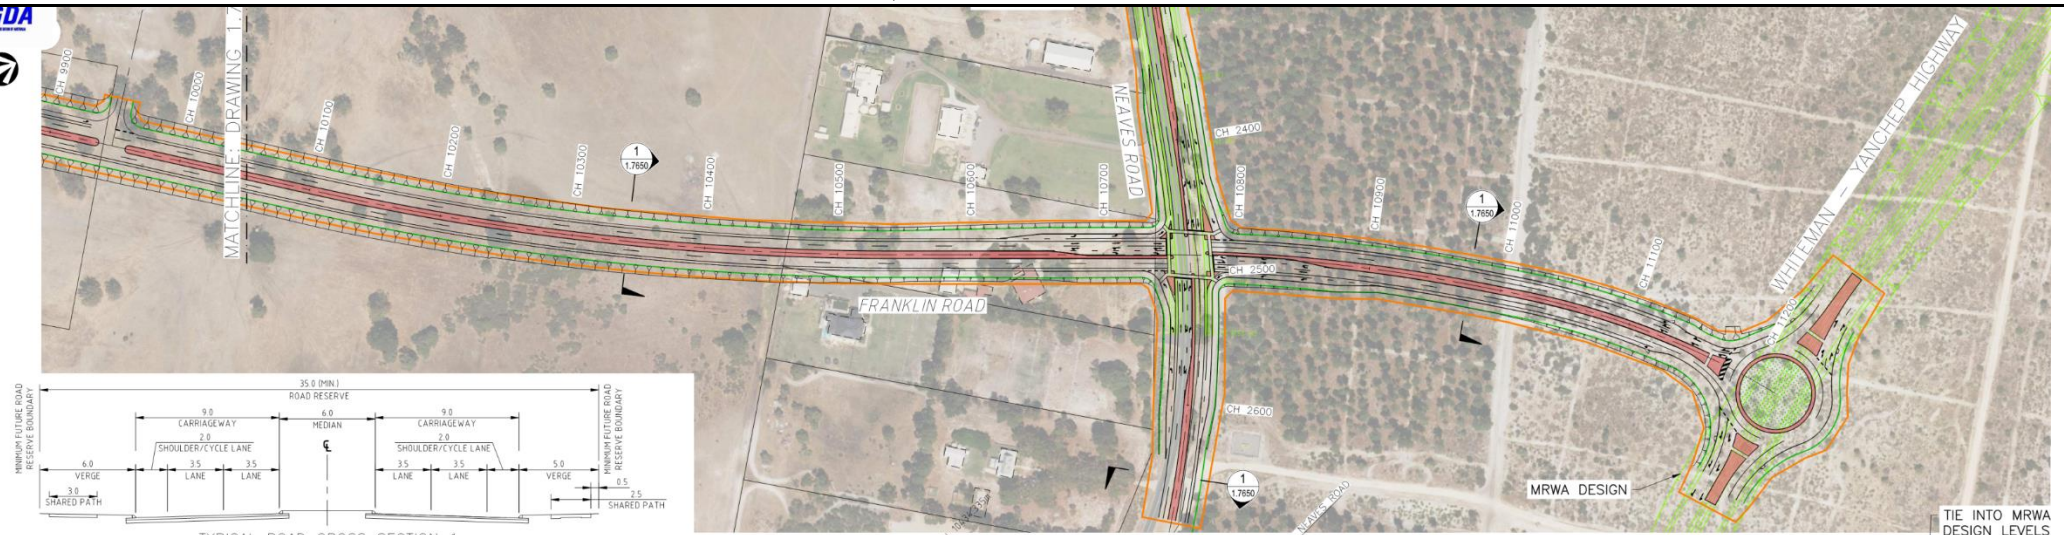 GDA
CH 9900
CH 10000
MATCHLINE: DRAWING 1.7
CH 10100
CH 10200
CH 10300
1
1.7650
CH 10400
CH 10500
CH 10600
CH 10700
NEAVES ROAD
CH 2400
CH 10800
CH 10900
1
1.7650
CH 11000
CH 11100
CH 11200
WHITEMAN - YANCHEP HIGHWAY
CH 2500
FRANKLIN ROAD
CH 2600
1
1.7650
NEAVES ROAD
MRWA DESIGN
TIE INTO MRWA
DESIGN LEVELS
35.0 (MIN.)
ROAD RESERVE
MINIMUM FUTURE ROAD
RESERVE BOUNDARY
9.0
CARRIAGEWAY
6.0
MEDIAN
9.0
CARRIAGEWAY
MINIMUM FUTURE ROAD
RESERVE BOUNDARY
2.0
SHOULDER/CYCLE LANE
2.0
SHOULDER/CYCLE LANE
6.0
VERGE
3.5
LANE
3.5
LANE
3.5
LANE
3.5
LANE
5.0
VERGE
3.0
SHARED PATH
0.5
2.5
SHARED PATH
TYPICAL ROAD CROSS SECTION 1